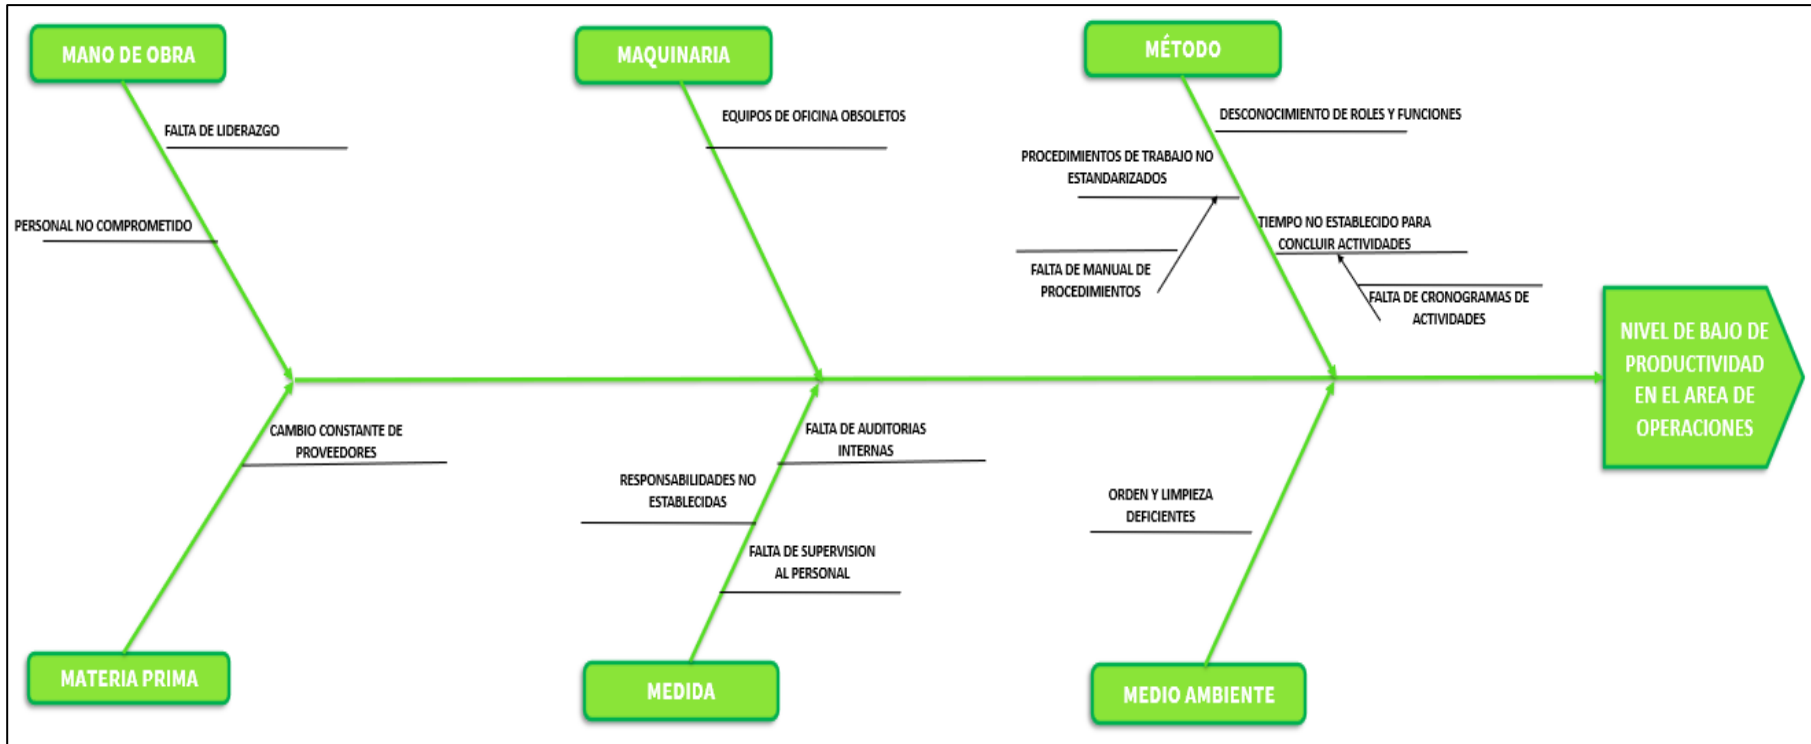 MANO DE OBRA
MAQUINARIA
MÉTODO
FALTA DE LIDERAZGO
PERSONAL NO COMPROMETIDO
EQUIPOS DE OFICINA OBSOLETOS
DESCONOCIMIENTO DE ROLES Y FUNCIONES
PROCEDIMIENTOS DE TRABAJO NO
ESTANDARIZADOS
TIEMPO NO ESTABLECIDO PARA
CONCLUIR ACTIVIDADES
FALTA DE MANUAL DE
PROCEDIMIENTOS
FALTA DE CRONOGRAMAS DE
ACTIVIDADES
NIVEL DE BAJO DE
PRODUCTIVIDAD
EN EL AREA DE
OPERACIONES
CAMBIO CONSTANTE DE
PROVEEDORES
FALTA DE AUDITORIAS
INTERNAS
RESPONSABILIDADES NO
ESTABLECIDAS
FALTA DE SUPERVISION
AL PERSONAL
ORDEN Y LIMPIEZA
DEFICIENTES
MATERIA PRIMA
MEDIDA
MEDIO AMBIENTE